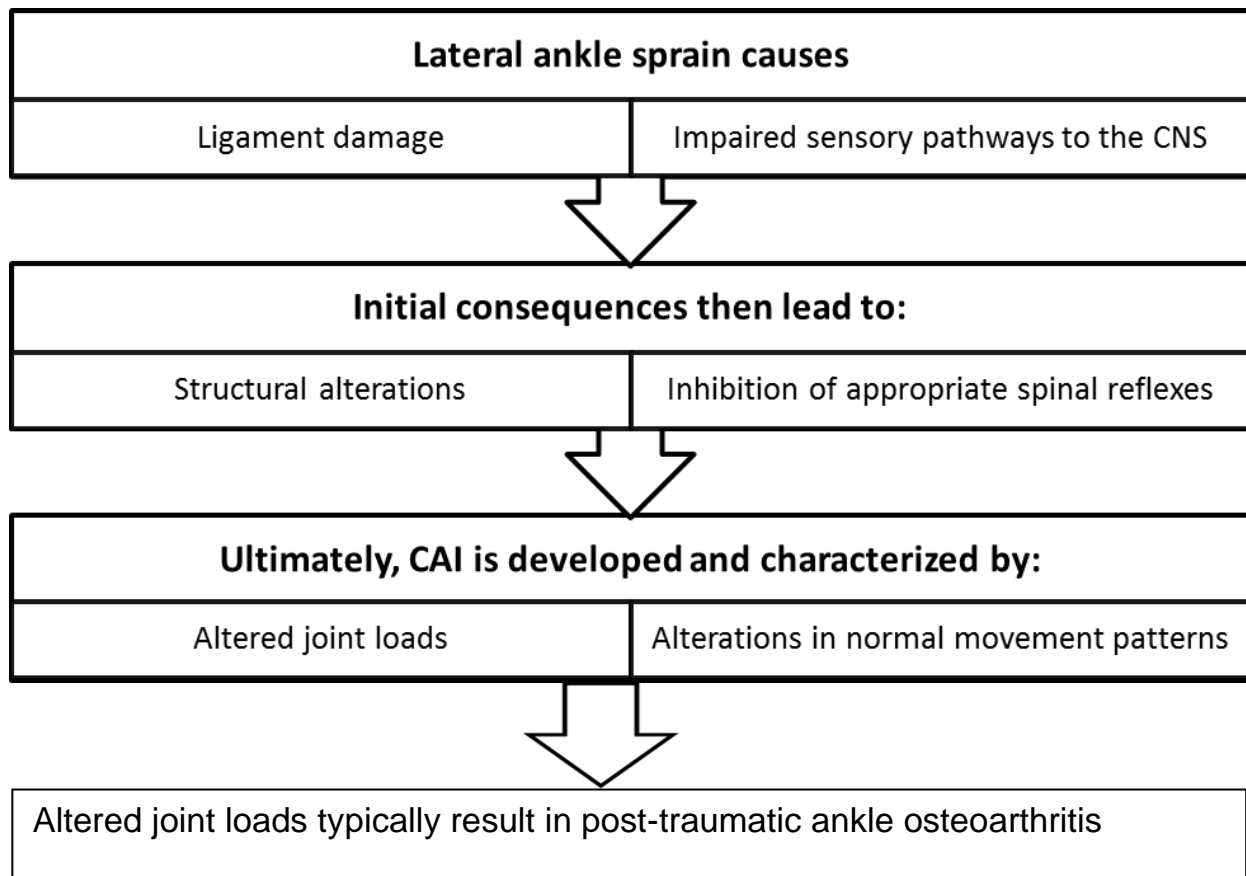 Lateral ankle sprain causes
Ligament damage
Impaired sensory pathways to the CNS
Initial consequences then lead to:
Structural alterations
Inhibition of appropriate spinal reflexes
Ultimately, CAI is developed and characterized by:
Altered joint loads
Alterations in normal movement patterns
Altered joint loads typically result in post-traumatic ankle osteoarthritis